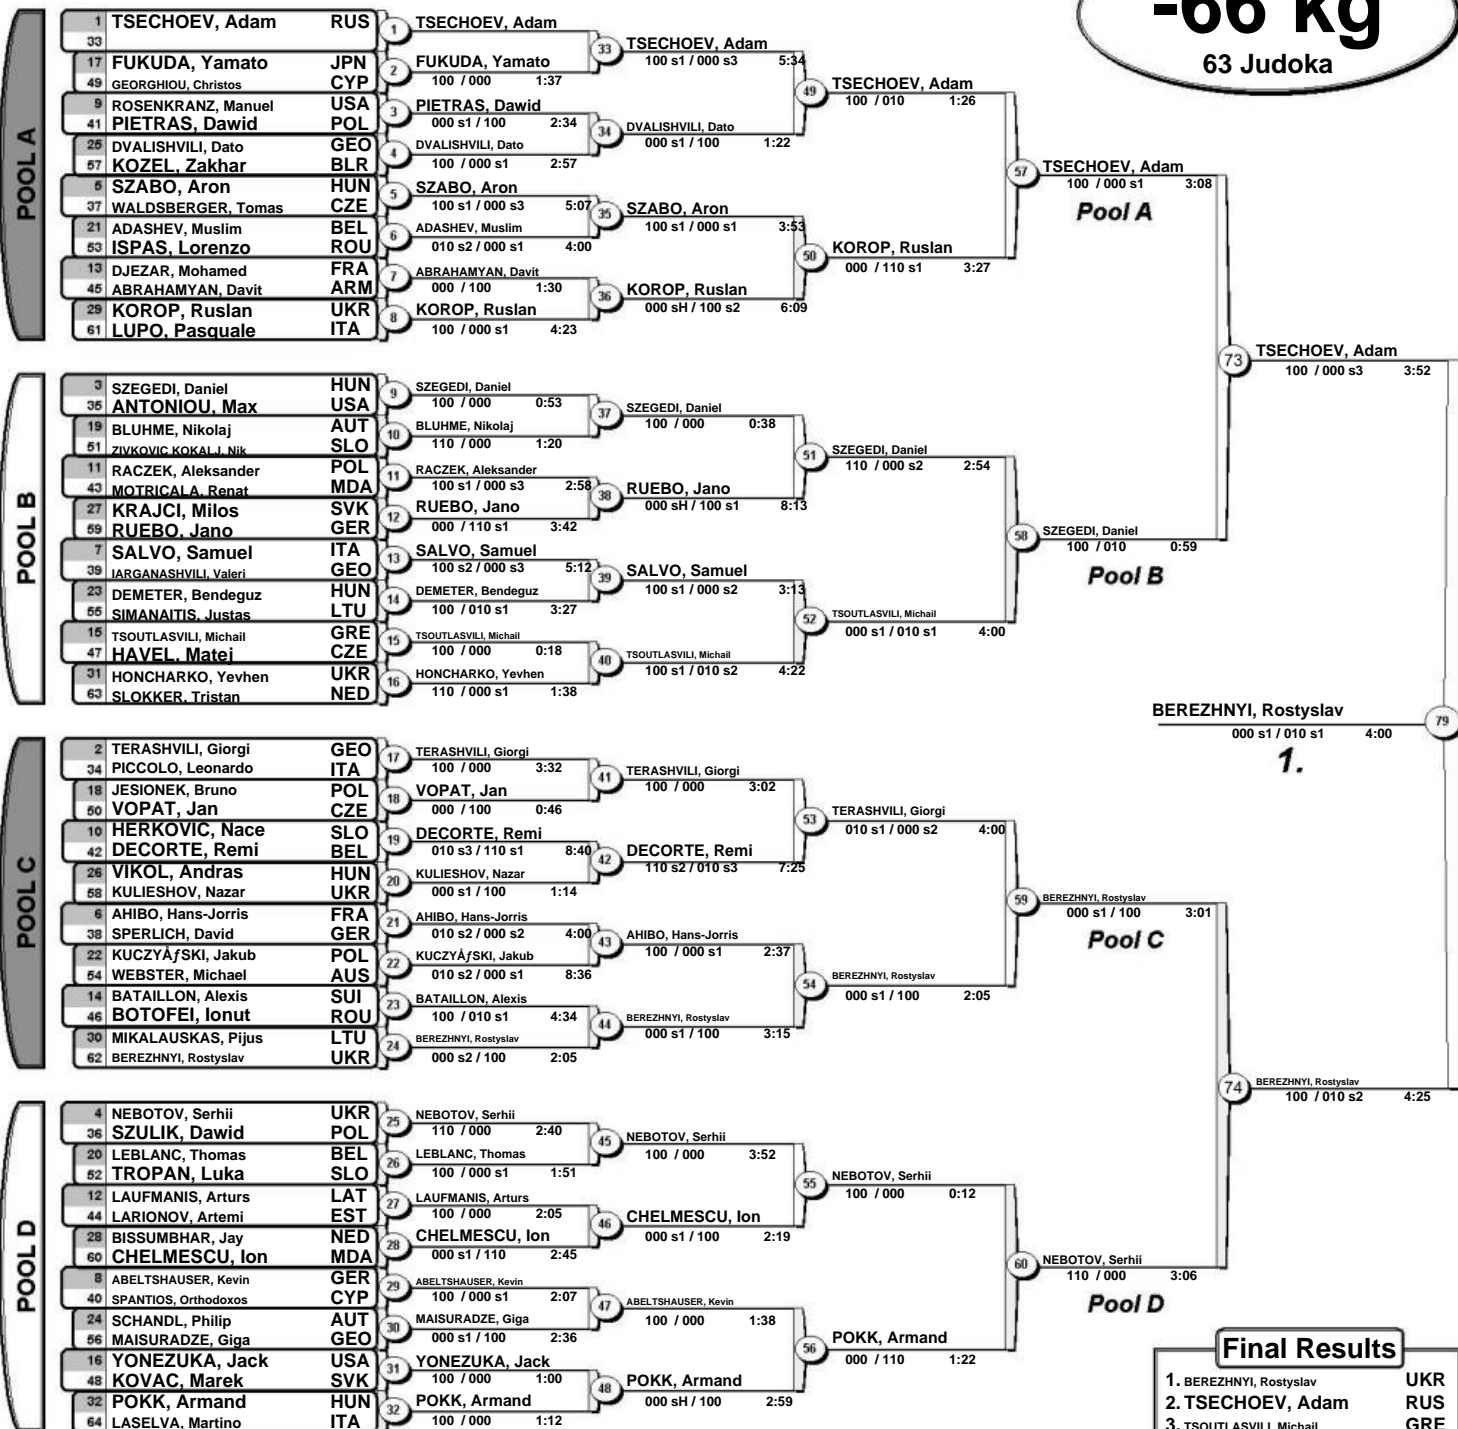 -66 kg
63 Judoka
POOL A
1 TSECHOEV, Adam RUS
33
17 FUKUDA, Yamato JPN
49 GEORGHIOU, Christos CYP
9 ROSENKRANZ, Manuel USA
41 PIETRAS, Dawid POL
25 DVALISHVILI, Dato GEO
57 KOZEL, Zakhar BLR
5 SZABO, Aron HUN
37 WALDSBERGER, Tomas CZE
21 ADASHEV, Muslim BEL
53 ISPAS, Lorenzo ROU
13 DJEZAR, Mohamed FRA
45 ABRAHAMYAN, Davit ARM
29 KOROP, Ruslan UKR
61 LUPO, Pasquale ITA
1 TSECHOEV, Adam
2 FUKUDA, Yamato
100 / 000 1:37
3 PIETRAS, Dawid
000 s1 / 100 2:34
4 DVALISHVILI, Dato
100 / 000 s1 2:57
5 SZABO, Aron
100 s1 / 000 s3 5:07
6 ADASHEV, Muslim
010 s2 / 000 s1 4:00
7 ABRAHAMYAN, Davit
000 / 100 1:30
8 KOROP, Ruslan
100 / 000 s1 4:23
33 TSECHOEV, Adam
100 s1 / 000 s3 5:34
34 DVALISHVILI, Dato
000 s1 / 100 1:22
35 SZABO, Aron
100 s1 / 000 s1 3:53
36 KOROP, Ruslan
000 sH / 100 s2 6:09
49 TSECHOEV, Adam
100 / 010 1:26
50 KOROP, Ruslan
000 / 110 s1 3:27
57 TSECHOEV, Adam
100 / 000 s1 3:08
Pool A
POOL B
3 SZEGEDI, Daniel HUN
35 ANTONIOU, Max USA
19 BLUHME, Nikolaj AUT
51 ZIVKOVIC KOKALJ, Nik SLO
11 RACZEK, Aleksander POL
43 MOTRICALA, Renat MDA
27 KRAJCI, Milos SVK
59 RUEBO, Jano GER
7 SALVO, Samuel ITA
39 IARGANASHVILI, Valeri GEO
23 DEMETER, Bendeguz HUN
55 SIMANAITIS, Justas LTU
15 TSOUTLASVILI, Michail GRE
47 HAVEL, Matej CZE
31 HONCHARKO, Yevhen UKR
63 SLOKKER, Tristan NED
9 SZEGEDI, Daniel
100 / 000 0:53
10 BLUHME, Nikolaj
110 / 000 1:20
11 RACZEK, Aleksander
100 s1 / 000 s3 2:58
12 RUEBO, Jano
000 / 110 s1 3:42
13 SALVO, Samuel
100 s2 / 000 s3 5:12
14 DEMETER, Bendeguz
100 / 010 s1 3:27
15 TSOUTLASVILI, Michail
100 / 000 0:18
16 HONCHARKO, Yevhen
110 / 000 s1 1:38
37 SZEGEDI, Daniel
100 / 000 0:38
38 RUEBO, Jano
000 sH / 100 s1 8:13
39 SALVO, Samuel
100 s1 / 000 s2 3:13
40 TSOUTLASVILI, Michail
100 s1 / 010 s2 4:22
51 SZEGEDI, Daniel
110 / 000 s2 2:54
52 TSOUTLASVILI, Michail
000 s1 / 010 s1 4:00
58 SZEGEDI, Daniel
100 / 010 0:59
Pool B
73 TSECHOEV, Adam
100 / 000 s3 3:52
BEREZHNYI, Rostyslav 79
000 s1 / 010 s1 4:00
1.
POOL C
2 TERASHVILI, Giorgi GEO
34 PICCOLO, Leonardo ITA
18 JESIONEK, Bruno POL
50 VOPAT, Jan CZE
10 HERKOVIC, Nace SLO
42 DECORTE, Remi BEL
26 VIKOL, Andras HUN
58 KULIESHOV, Nazar UKR
6 AHIBO, Hans-Jorris FRA
38 SPERLICH, David GER
22 KUCZYÅƒSKI, Jakub POL
54 WEBSTER, Michael AUS
14 BATAILLON, Alexis SUI
46 BOTOFEI, Ionut ROU
30 MIKALAUSKAS, Pijus LTU
62 BEREZHNYI, Rostyslav UKR
17 TERASHVILI, Giorgi
100 / 000 3:32
18 VOPAT, Jan
000 / 100 0:46
19 DECORTE, Remi
010 s3 / 110 s1 8:40
20 KULIESHOV, Nazar
000 s1 / 100 1:14
21 AHIBO, Hans-Jorris
010 s2 / 000 s2 4:00
22 KUCZYÅƒSKI, Jakub
010 s2 / 000 s1 8:36
23 BATAILLON, Alexis
100 / 010 s1 4:34
24 BEREZHNYI, Rostyslav
000 s2 / 100 2:05
41 TERASHVILI, Giorgi
100 / 000 3:02
42 DECORTE, Remi
110 s2 / 010 s3 7:25
43 AHIBO, Hans-Jorris
100 / 000 s1 2:37
44 BEREZHNYI, Rostyslav
000 s1 / 100 3:15
53 TERASHVILI, Giorgi
010 s1 / 000 s2 4:00
54 BEREZHNYI, Rostyslav
000 s1 / 100 2:05
59 BEREZHNYI, Rostyslav
000 s1 / 100 3:01
Pool C
74 BEREZHNYI, Rostyslav
100 / 010 s2 4:25
POOL D
4 NEBOTOV, Serhii UKR
36 SZULIK, Dawid POL
20 LEBLANC, Thomas BEL
52 TROPAN, Luka SLO
12 LAUFMANIS, Arturs LAT
44 LARIONOV, Artemi EST
28 BISSUMBHAR, Jay NED
60 CHELMESCU, Ion MDA
8 ABELTSHAUSER, Kevin GER
40 SPANTIOS, Orthodoxos CYP
24 SCHANDL, Philip AUT
56 MAISURADZE, Giga GEO
16 YONEZUKA, Jack USA
48 KOVAC, Marek SVK
32 POKK, Armand HUN
64 LASELVA, Martino ITA
25 NEBOTOV, Serhii
110 / 000 2:40
26 LEBLANC, Thomas
100 / 000 s1 1:51
27 LAUFMANIS, Arturs
100 / 000 2:05
28 CHELMESCU, Ion
000 s1 / 110 2:45
29 ABELTSHAUSER, Kevin
100 / 000 s1 2:07
30 MAISURADZE, Giga
000 s1 / 100 2:36
31 YONEZUKA, Jack
100 / 000 1:00
32 POKK, Armand
100 / 000 1:12
45 NEBOTOV, Serhii
100 / 000 3:52
46 CHELMESCU, Ion
000 s1 / 100 2:19
47 ABELTSHAUSER, Kevin
100 / 000 1:38
48 POKK, Armand
000 sH / 100 2:59
55 NEBOTOV, Serhii
100 / 000 0:12
56 POKK, Armand
000 / 110 1:22
60 NEBOTOV, Serhii
110 / 000 3:06
Pool D
Final Results
1. BEREZHNYI, Rostyslav UKR
2. TSECHOEV, Adam RUS
3. TSOUTLASVILI, Michail GRE